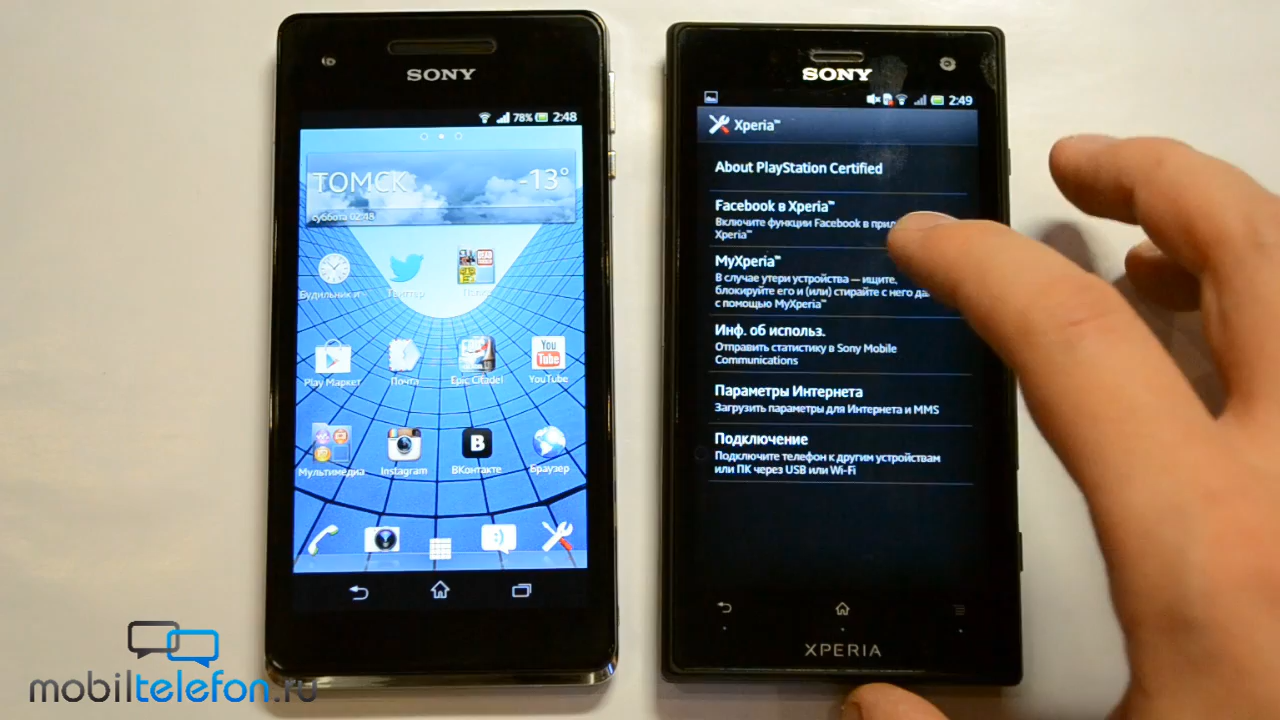 SONY
78% 2:48
ТОМСК -13°
суббота 02:48
Будильник и
Твиттер
Play Маркет
Почта
Epic Citadel
YouTube
Мультимедиа
Instagram
ВКонтакте
Браузер
SONY
2:49
Xperia™
About PlayStation Certified
Facebook в Xperia™
Включите функции Facebook в при
Xperia™
MyXperia™
В случае утери устройства — ищите,
блокируйте его и (или) стирайте с него да
с помощью MyXperia™
Инф. об использ.
Отправить статистику в Sony Mobile
Communications
Параметры Интернета
Загрузить параметры для Интернета и MMS
Подключение
Подключите телефон к другим устройствам
или ПК через USB или Wi-Fi
XPERIA
mobiltelefon.ru